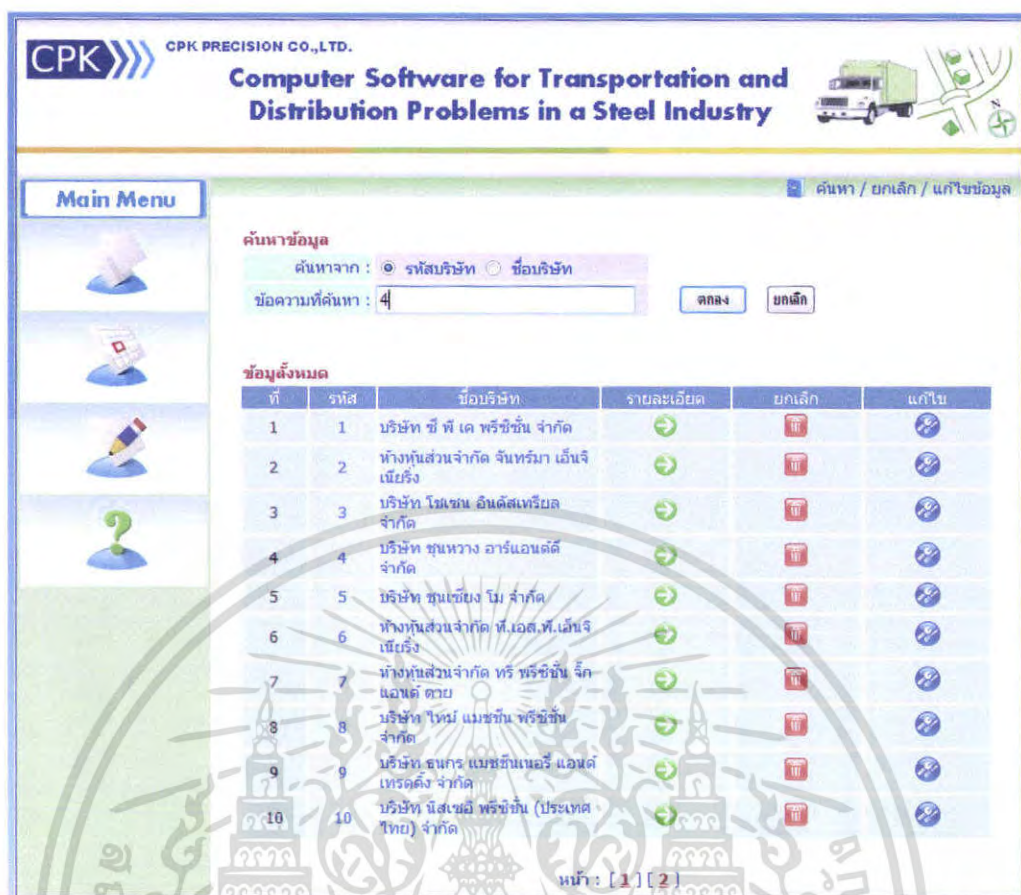 CPK
CPK PRECISION CO.,LTD.
Computer Software for Transportation and
Distribution Problems in a Steel Industry
N
Main Menu
ค้นหา / ยกเลิก / แก้ไขข้อมูล
ค้นหาข้อมูล
ค้นหาจาก : รหัสบริษัท ชื่อบริษัท
ข้อความที่ค้นหา : 4 ตกลง ยกเลิก
ข้อมูลั้งหมด
ที่ รหัส ชื่อบริษัท รายละเอียด ยกเลิก แก้ไข
1 1 บริษัท ซี พี เค พรีซิชั่น จำกัด
2 2 ห้างหุ้นส่วนจำกัด จันทร์มา เอ็นจิ
เนียริ่ง
3 3 บริษัท โชเซน อินดัสเทรียล
จำกัด
4 4 บริษัท ชุนหวาง อาร์แอนด์ดี
จำกัด
5 5 บริษัท ชุนเชียง โม จำกัด
6 6 ห้างหุ้นส่วนจำกัด ที.เอส.พี.เอ็นจิ
เนียริ่ง
7 7 ห้างหุ้นส่วนจำกัด ทรี พรีซิชั่น จิ๊ก
แอนด์ ดาย
8 8 บริษัท ไทม์ แมชชีน พรีซิชั่น
จำกัด
9 9 บริษัท ธนกร แมชชีนเนอรี่ แอนด์
เทรดดิ้ง จำกัด
10 10 บริษัท นิสเซอิ พรีซิชั่น (ประเทศ
ไทย) จำกัด
หน้า : [ 1 ] [ 2 ]